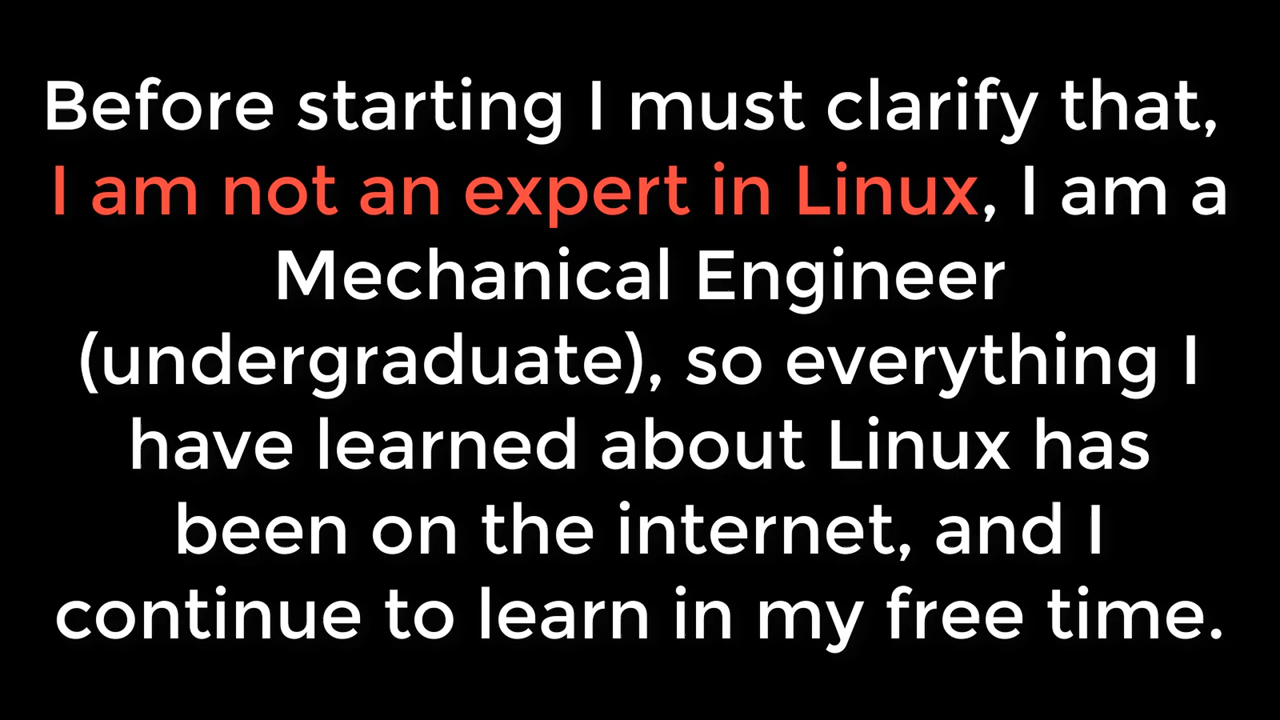 Before starting I must clarify that,
I am not an expert in Linux, I am a
Mechanical Engineer
(undergraduate), so everything I
have learned about Linux has
been on the internet, and I
continue to learn in my free time.